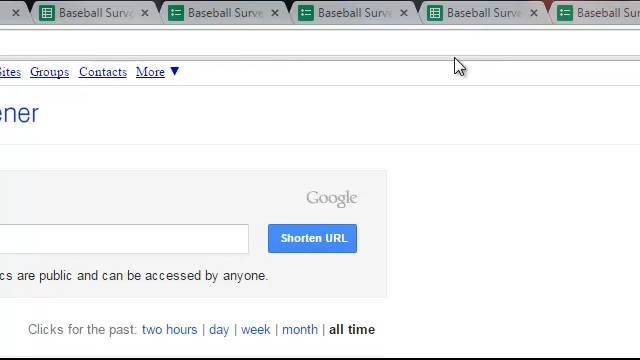 Baseball Surve Baseball Surve Baseball Surve Baseball Surve Baseball Surve
Sites Groups Contacts More ▼
ener
Google
Shorten URL
cs are public and can be accessed by anyone.
Clicks for the past: two hours | day | week | month | all time